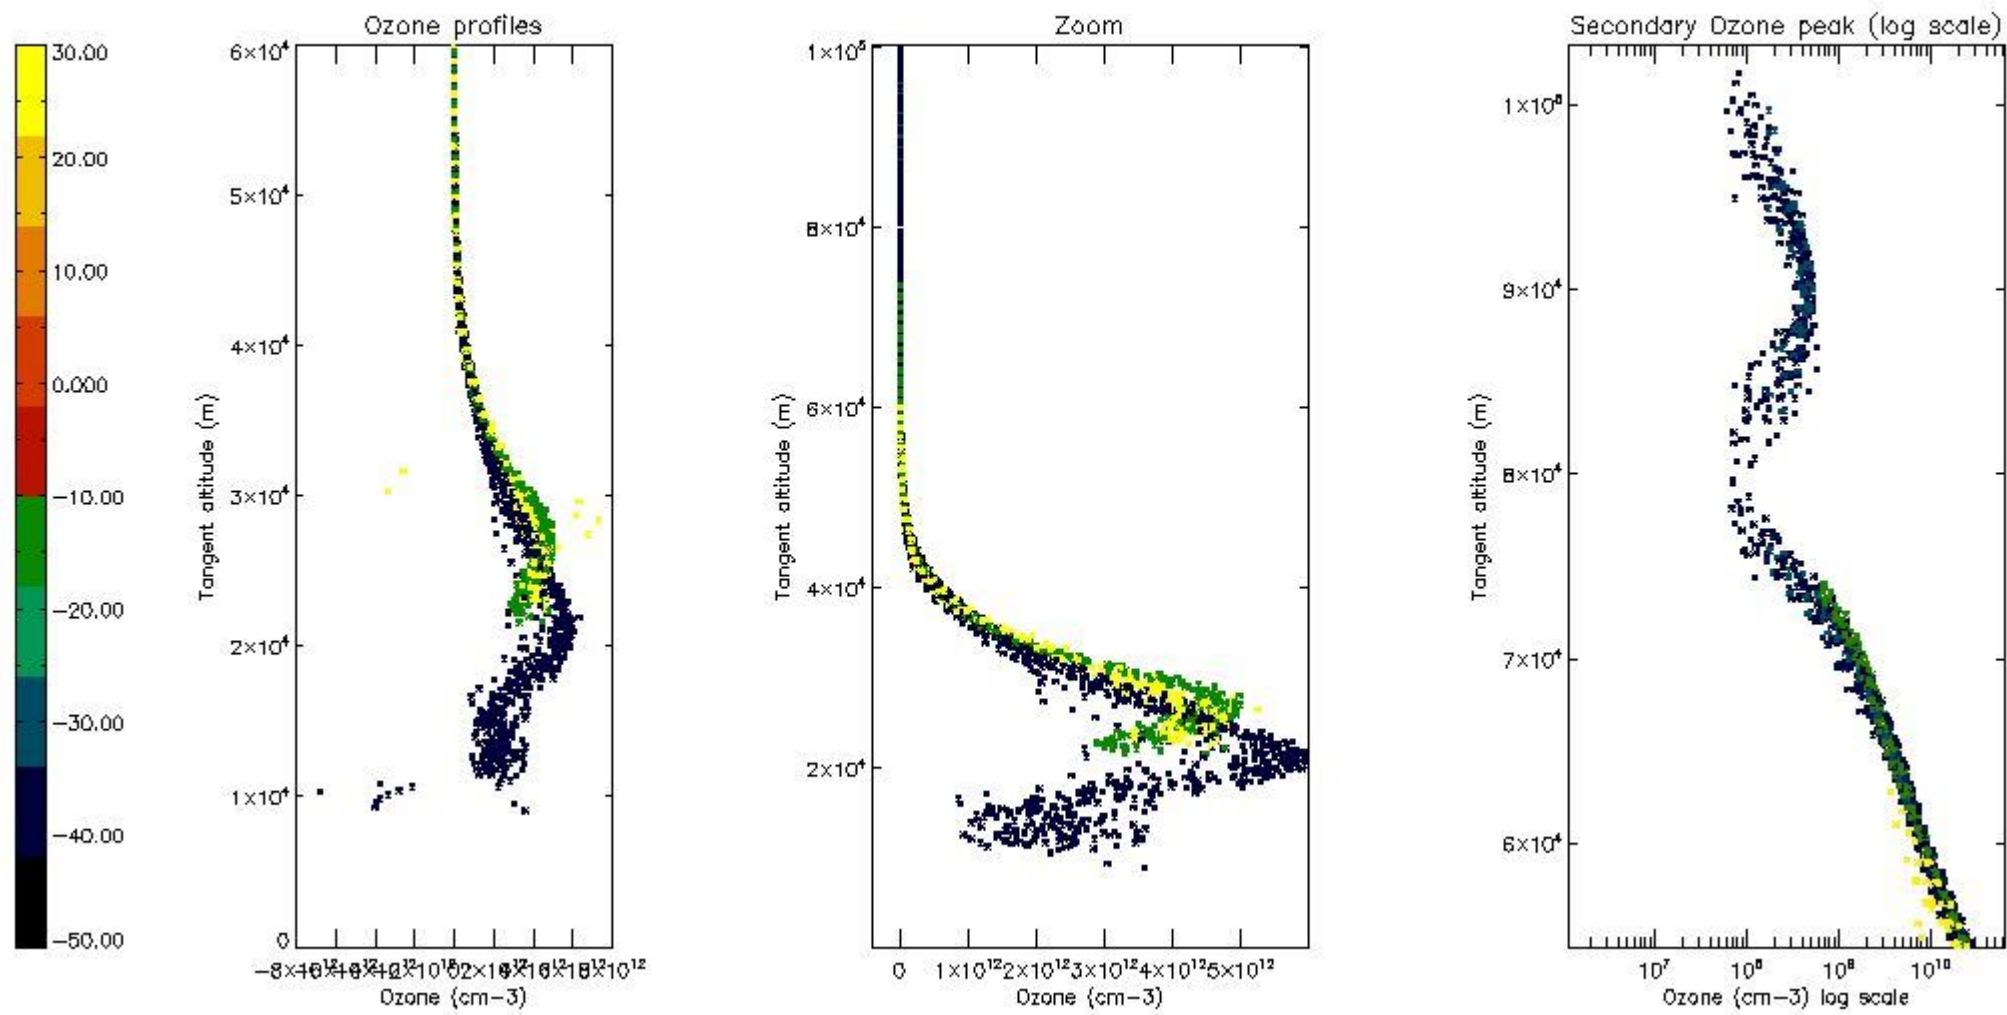 Ozone profiles
Zoom
Secondary Ozone peak (log scale)
30.00
20.00
10.00
0.000
-10.00
-20.00
-30.00
-40.00
-50.00
6×10⁴
5×10⁴
4×10⁴
3×10⁴
2×10⁴
1×10⁴
0
Tangent altitude (m)
Ozone (cm-3)
1×10⁵
8×10⁴
6×10⁴
4×10⁴
2×10⁴
Tangent altitude (m)
0 1×10¹² 2×10¹² 3×10¹² 4×10¹² 5×10¹²
Ozone (cm-3)
9×10⁴
8×10⁴
7×10⁴
6×10⁴
Tangent altitude (m)
10⁷ 10⁸ 10⁹ 10¹⁰
Ozone (cm-3) log scale